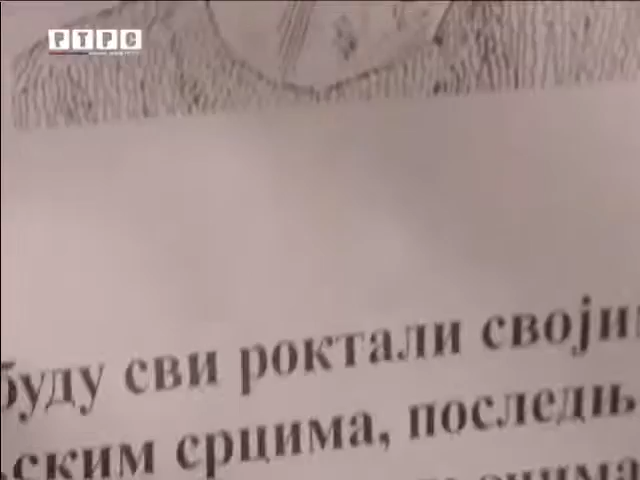 РТРС
буду сви роктали својим
ским срцима, последњ